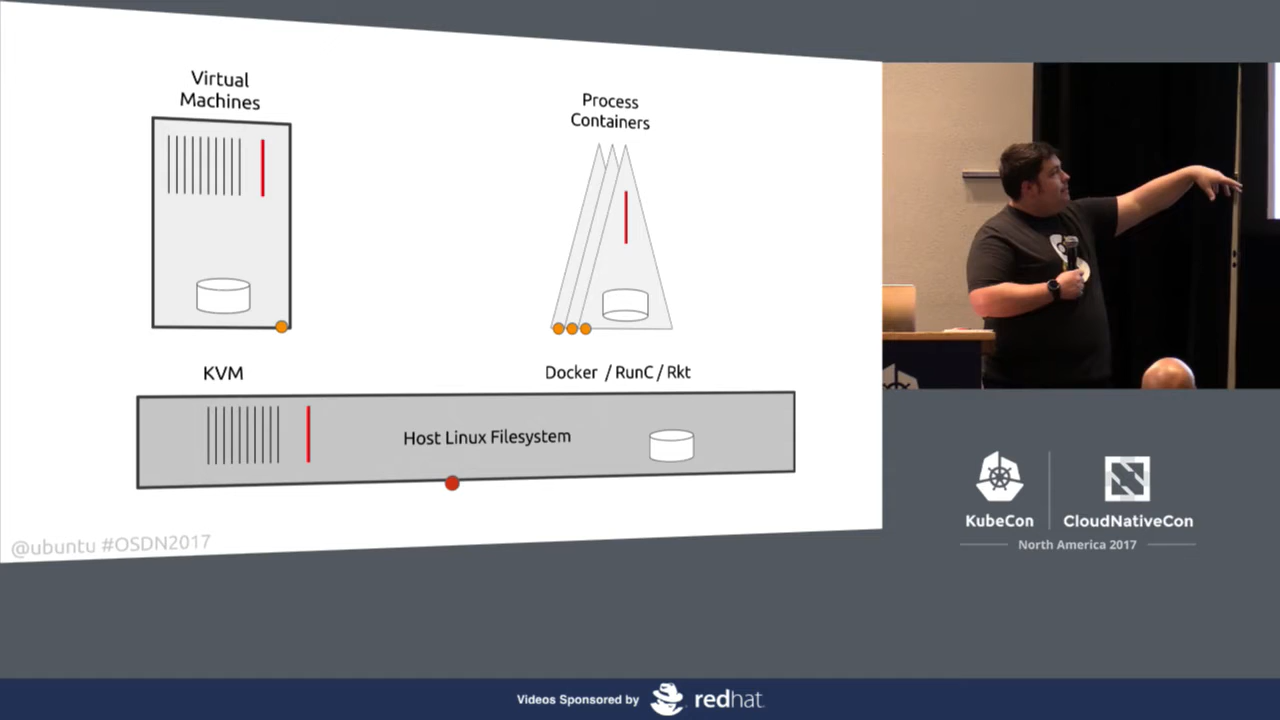 Virtual
Machines
Process
Containers
KVM
Docker / RunC / Rkt
Host Linux Filesystem
@ubuntu #OSDN2017
KubeCon
CloudNativeCon
North America 2017
Videos Sponsored by
redhat.